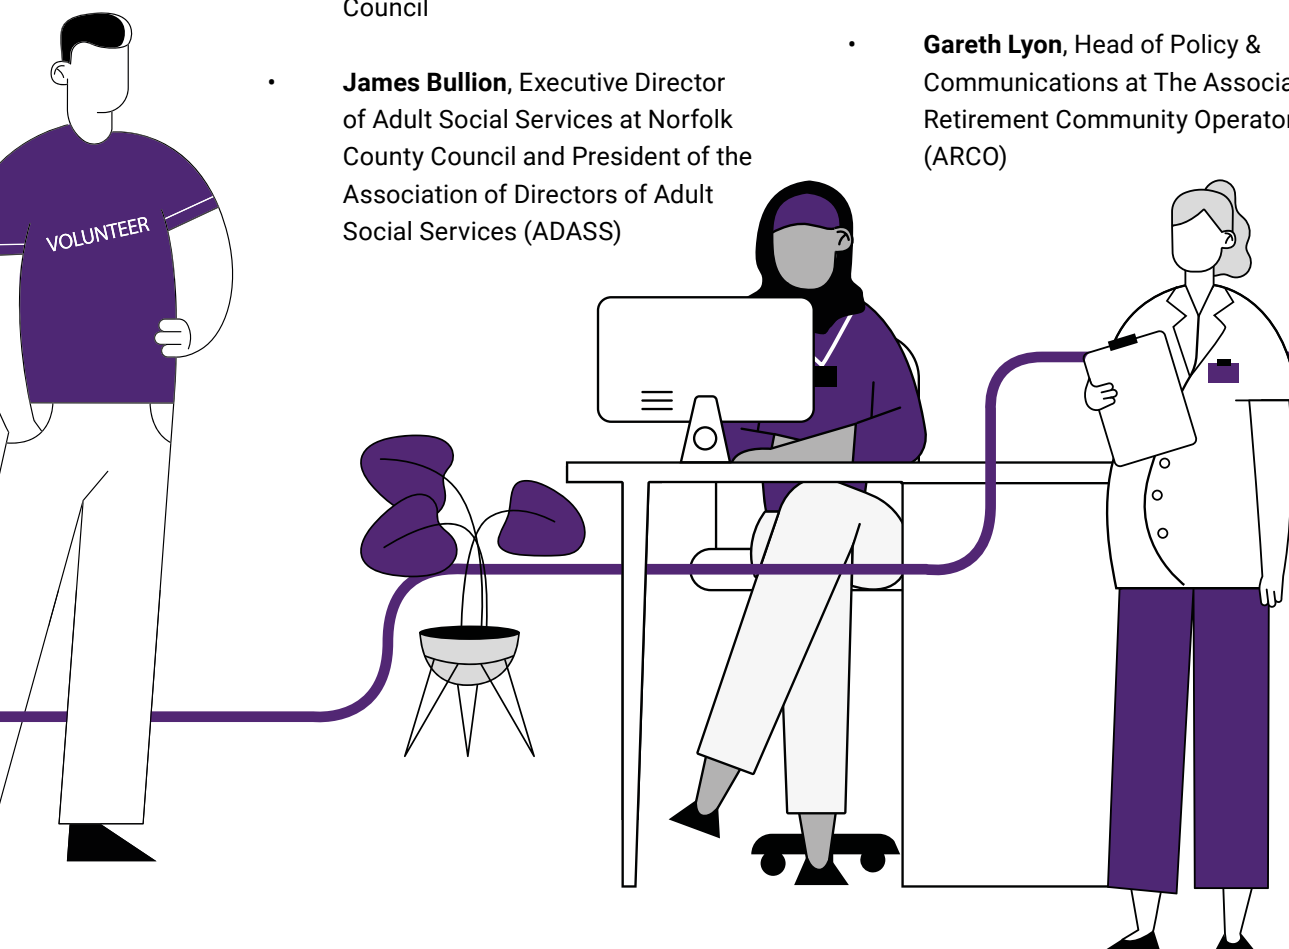 Council
• James Bullion, Executive Director
of Adult Social Services at Norfolk
County Council and President of the
Association of Directors of Adult
Social Services (ADASS)
• Gareth Lyon, Head of Policy &
Communications at The Associa
Retirement Community Operator
(ARCO)
VOLUNTEER